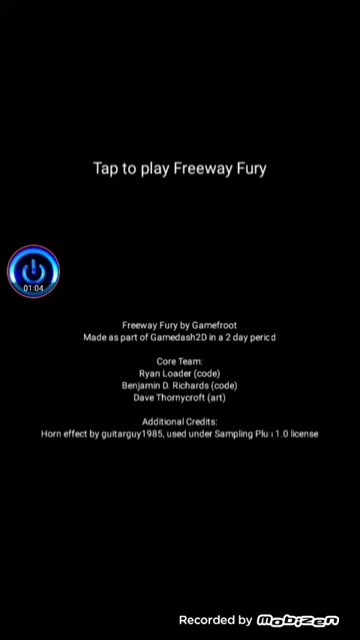 Tap to play Freeway Fury
01:04
Freeway Fury by Gamefroot
Made as part of Gamedash2D in a 2 day period
Core Team:
Ryan Loader (code)
Benjamin D. Richards (code)
Dave Thornycroft (art)
Additional Credits:
Horn effect by guitarguy1985, used under Sampling Plus 1.0 license
Recorded by mobizen